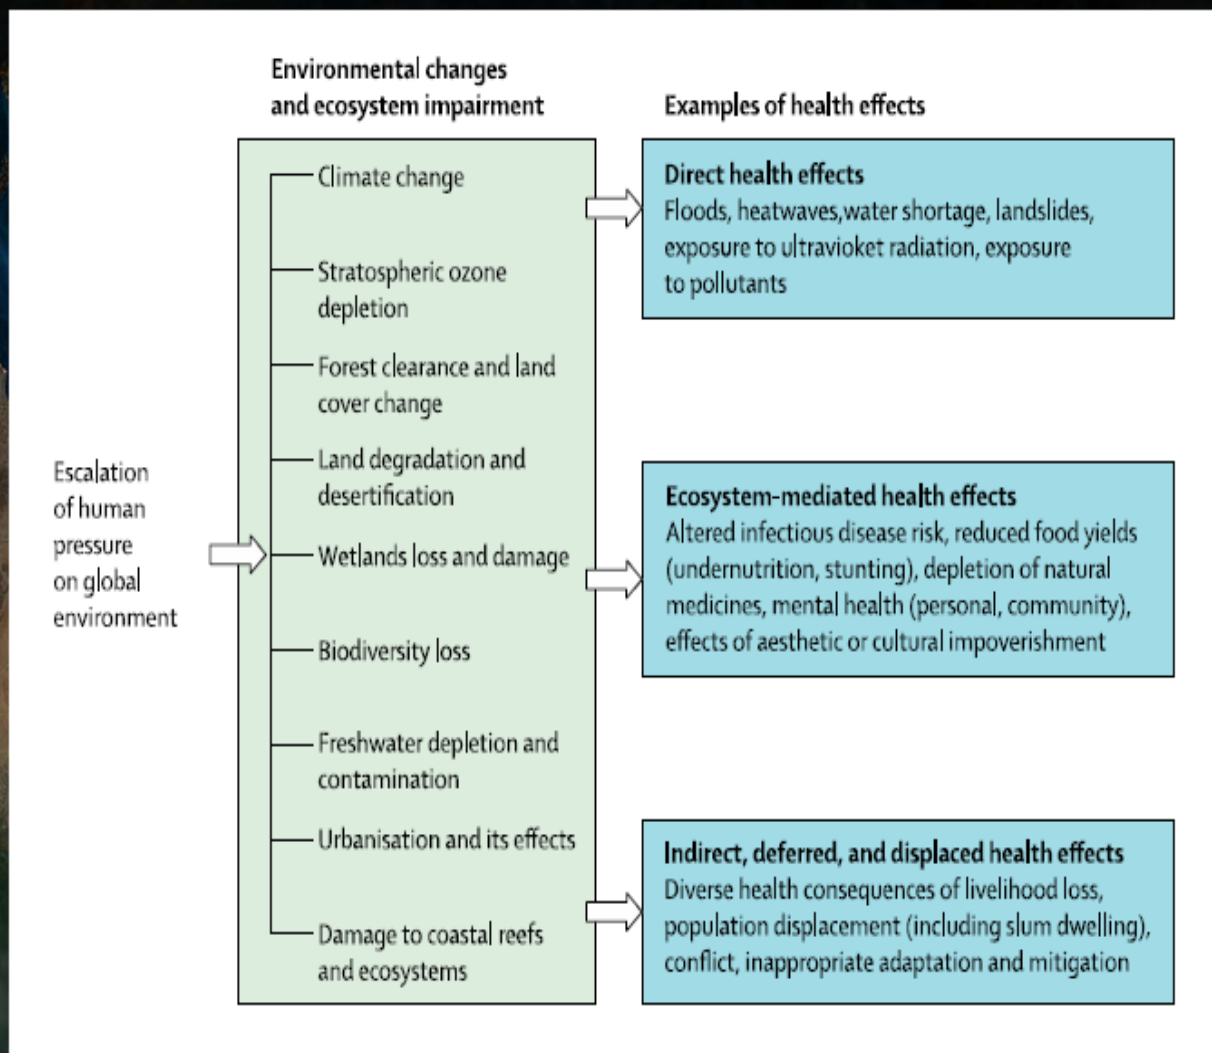 Environmental changes
and ecosystem impairment
Examples of health effects
Escalation
of human
pressure
on global
environment
Climate change
Stratospheric ozone
depletion
Forest clearance and land
cover change
Land degradation and
desertification
Wetlands loss and damage
Biodiversity loss
Freshwater depletion and
contamination
Urbanisation and its effects
Damage to coastal reefs
and ecosystems
Direct health effects
Floods, heatwaves,water shortage, landslides,
exposure to ultravioket radiation, exposure
to pollutants
Ecosystem-mediated health effects
Altered infectious disease risk, reduced food yields
(undernutrition, stunting), depletion of natural
medicines, mental health (personal, community),
effects of aesthetic or cultural impoverishment
Indirect, deferred, and displaced health effects
Diverse health consequences of livelihood loss,
population displacement (including slum dwelling),
conflict, inappropriate adaptation and mitigation